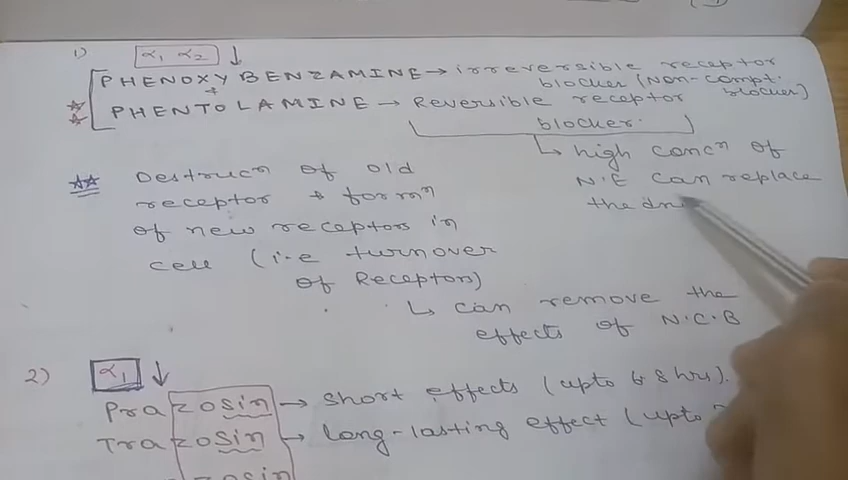 1) α1 α2 ↓
PHENOXYBENZAMINE → irreversible receptor
blocker (Non-compt.
blocker)
PHENTOLAMINE → Reversible receptor
blocker.
↳ high concn of
N.E can replace
the
Destrucn of old
receptor + formn
of new receptors in
cell (i.e turnover
of Receptors)
↳ can remove the
effects of N.C.B
2) α1 ↓
Prazosin → short effects (upto 6-8 hrs).
Trazosin → long-lasting effect (upto
zosin